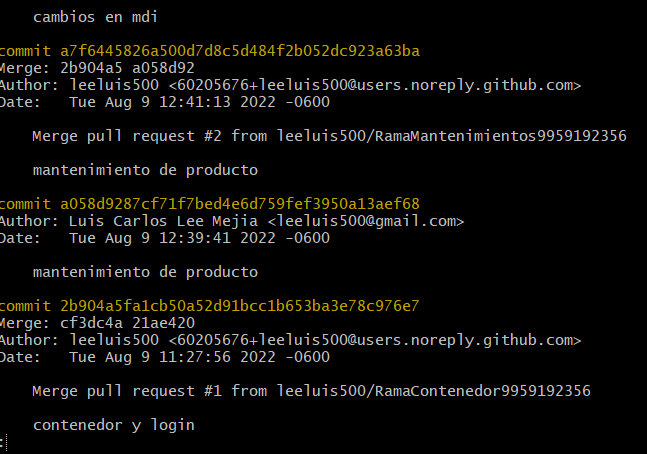 cambios en mdi
commit a7f6445826a500d7d8c5d484f2b052dc923a63ba
Merge: 2b904a5 a058d92
Author: leeluis500 <60205676+leeluis500@users.noreply.github.com>
Date:   Tue Aug 9 12:41:13 2022 -0600
Merge pull request #2 from leeluis500/RamaMantenimientos9959192356
mantenimiento de producto
commit a058d9287cf71f7bed4e6d759fef3950a13aef68
Author: Luis Carlos Lee Mejia <leeluis500@gmail.com>
Date:   Tue Aug 9 12:39:41 2022 -0600
mantenimiento de producto
commit 2b904a5fa1cb50a52d91bcc1b653ba3e78c976e7
Merge: cf3dc4a 21ae420
Author: leeluis500 <60205676+leeluis500@users.noreply.github.com>
Date:   Tue Aug 9 11:27:56 2022 -0600
Merge pull request #1 from leeluis500/RamaContenedor9959192356
contenedor y login
: